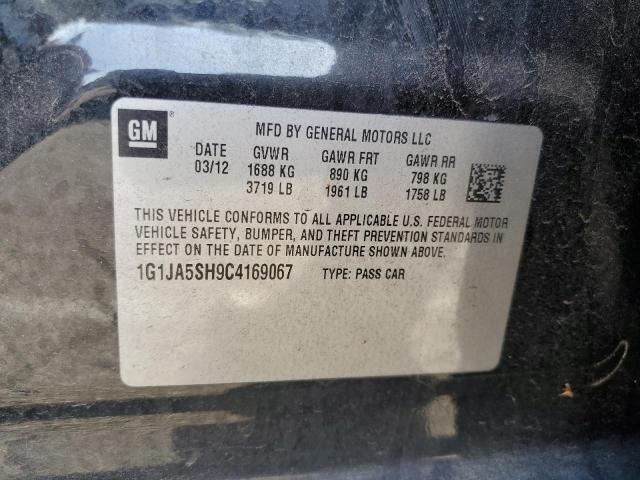 GM®
MFD BY GENERAL MOTORS LLC
DATE GVWR GAWR FRT GAWR RR
03/12 1688 KG 890 KG 798 KG
3719 LB 1961 LB 1758 LB
THIS VEHICLE CONFORMS TO ALL APPLICABLE U.S. FEDERAL MOTOR
VEHICLE SAFETY, BUMPER, AND THEFT PREVENTION STANDARDS IN
EFFECT ON THE DATE OF MANUFACTURE SHOWN ABOVE.
1G1JA5SH9C4169067 TYPE: PASS CAR